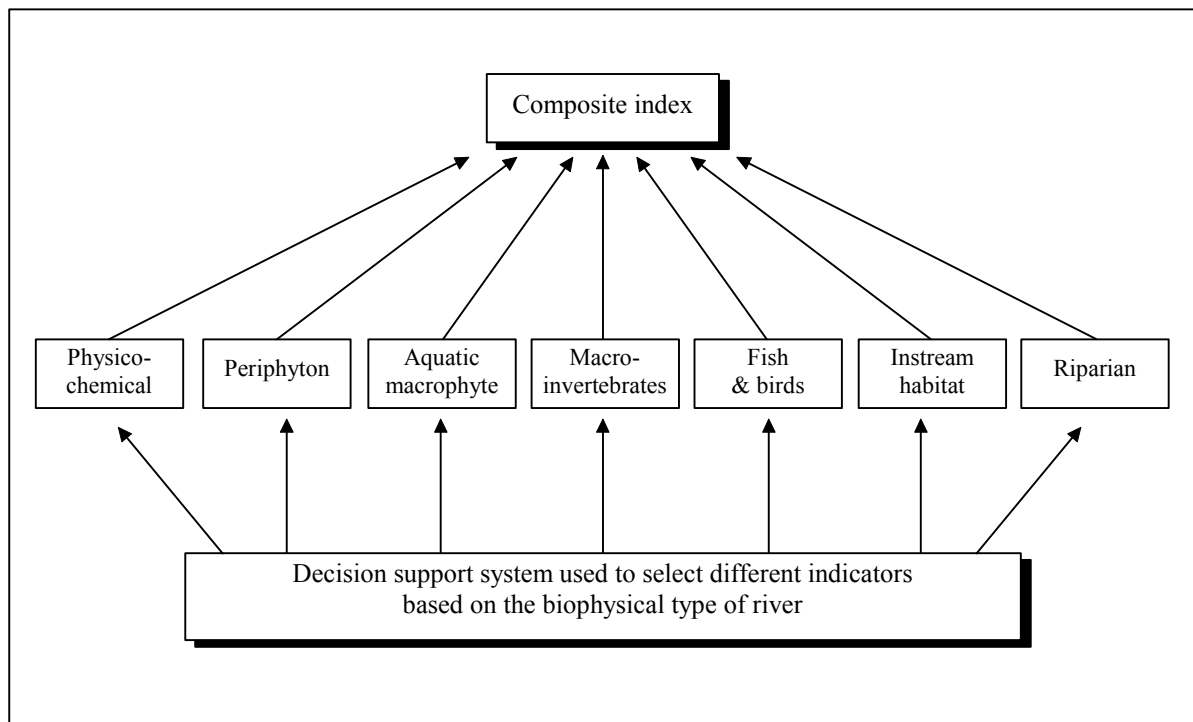 Composite index
Physico-
chemical
Periphyton
Aquatic
macrophyte
Macro-
invertebrates
Fish
& birds
Instream
habitat
Riparian
Decision support system used to select different indicators
based on the biophysical type of river